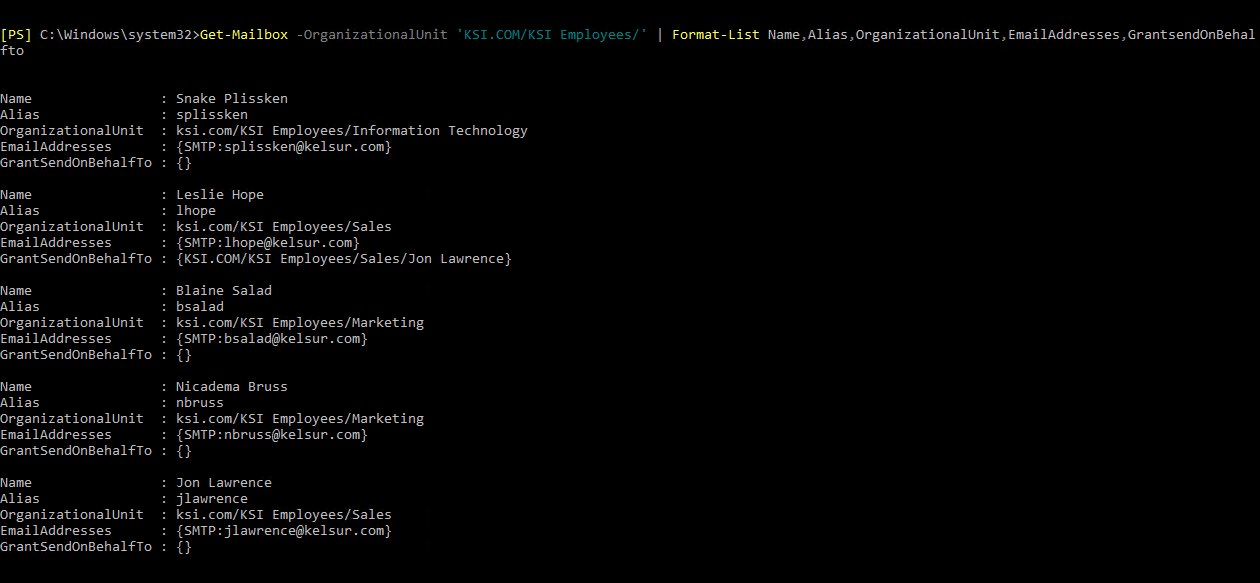 [PS] C:\Windows\system32>Get-Mailbox -OrganizationalUnit 'KSI.COM/KSI Employees/' | Format-List Name,Alias,OrganizationalUnit,EmailAddresses,GrantsendOnBehal
fto
Name                : Snake Plissken
Alias               : splissken
OrganizationalUnit  : ksi.com/KSI Employees/Information Technology
EmailAddresses      : {SMTP:splissken@kelsur.com}
GrantSendOnBehalfTo : {}
Name                : Leslie Hope
Alias               : lhope
OrganizationalUnit  : ksi.com/KSI Employees/Sales
EmailAddresses      : {SMTP:lhope@kelsur.com}
GrantSendOnBehalfTo : {KSI.COM/KSI Employees/Sales/Jon Lawrence}
Name                : Blaine Salad
Alias               : bsalad
OrganizationalUnit  : ksi.com/KSI Employees/Marketing
EmailAddresses      : {SMTP:bsalad@kelsur.com}
GrantSendOnBehalfTo : {}
Name                : Nicadema Bruss
Alias               : nbruss
OrganizationalUnit  : ksi.com/KSI Employees/Marketing
EmailAddresses      : {SMTP:nbruss@kelsur.com}
GrantSendOnBehalfTo : {}
Name                : Jon Lawrence
Alias               : jlawrence
OrganizationalUnit  : ksi.com/KSI Employees/Sales
EmailAddresses      : {SMTP:jlawrence@kelsur.com}
GrantSendOnBehalfTo : {}